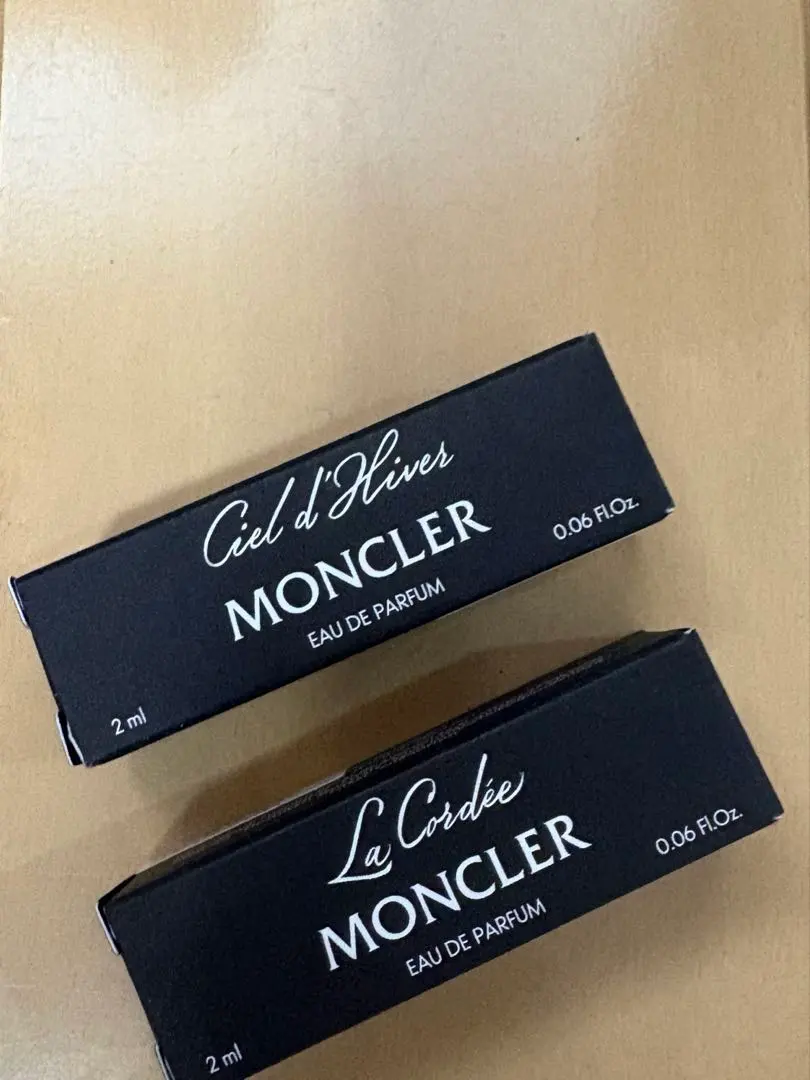 Ciel d'Hiver
MONCLER
EAU DE PARFUM
2 ml
0.06 Fl.Oz.
La Cordée
MONCLER
EAU DE PARFUM
2 ml
0.06 Fl.Oz.